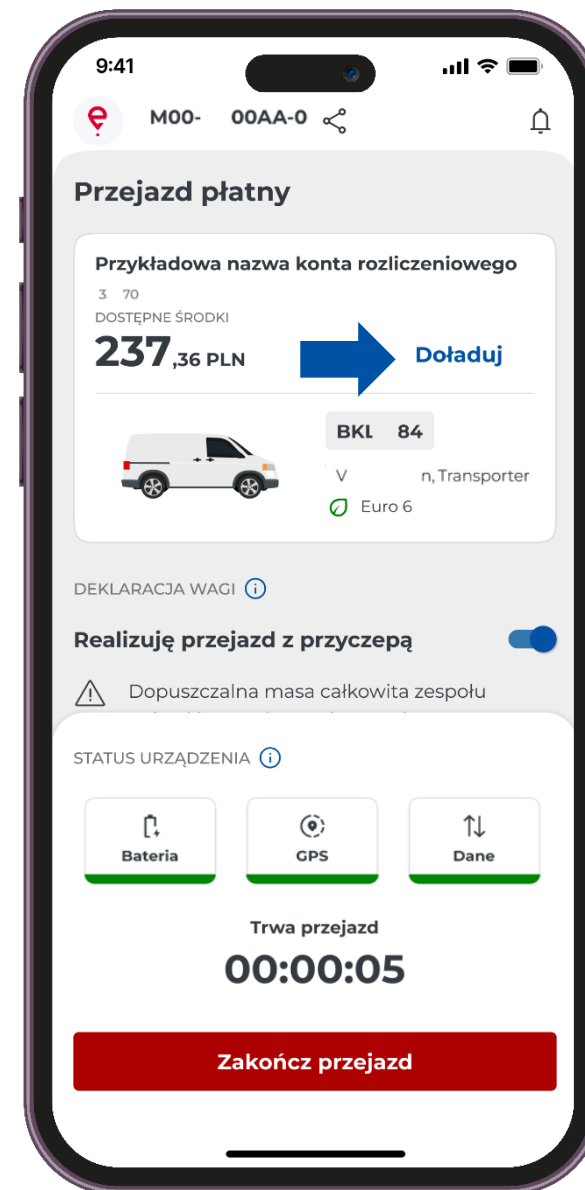 9:41
M00- 00AA-0
Przejazd płatny
Przykładowa nazwa konta rozliczeniowego
3 70
DOSTĘPNE ŚRODKI
237,36 PLN
Doładuj
BKL 84
V n, Transporter
Euro 6
DEKLARACJA WAGI
Realizuję przejazd z przyczepą
Dopuszczalna masa całkowita zespołu
STATUS URZĄDZENIA
Bateria GPS Dane
Trwa przejazd
00:00:05
Zakończ przejazd